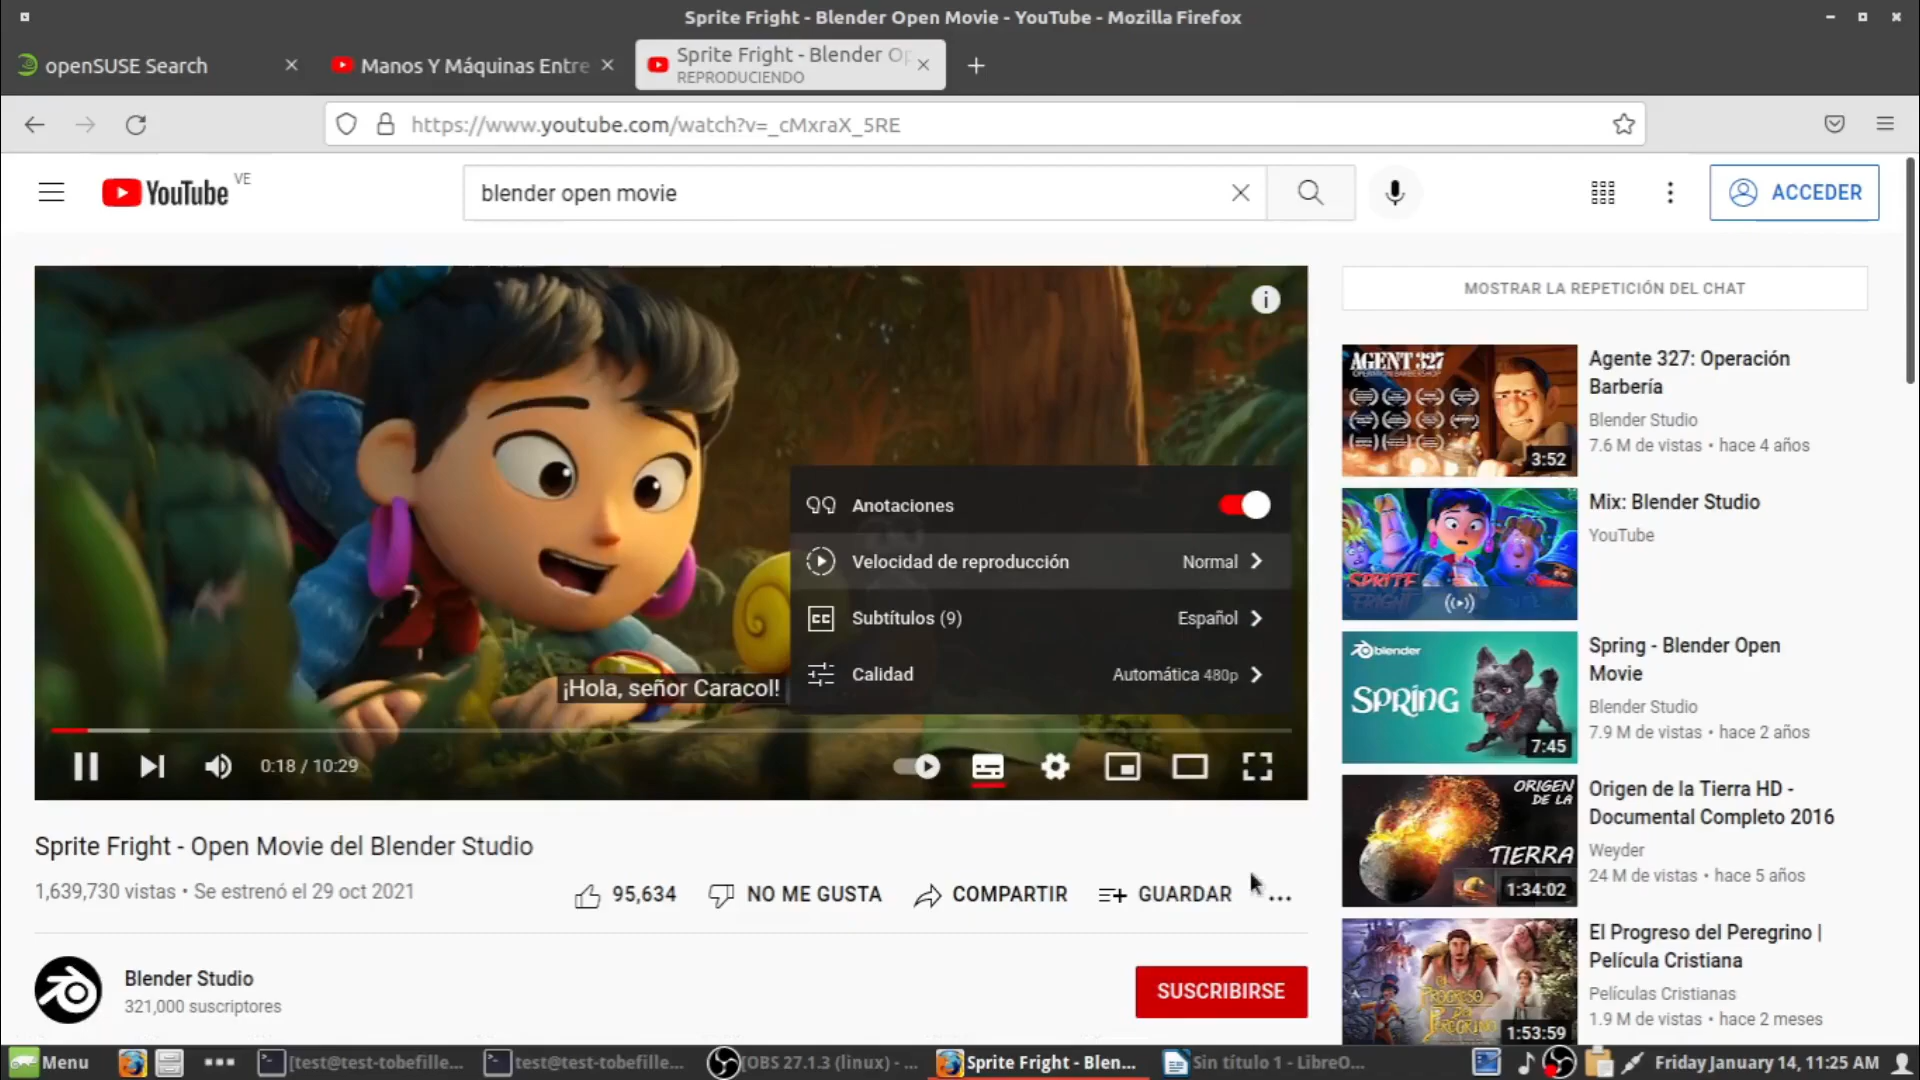 Sprite Fright - Blender Open Movie - YouTube - Mozilla Firefox
openSUSE Search
Manos Y Máquinas Entre
Sprite Fright - Blender Op
REPRODUCIENDO
https://www.youtube.com/watch?v=_cMxraX_5RE
YouTube VE
blender open movie
ACCEDER
Anotaciones
Velocidad de reproducción Normal
Subtítulos (9) Español
Calidad Automática 480p
¡Hola, señor Caracol!
0:18 / 10:29
Sprite Fright - Open Movie del Blender Studio
1,639,730 vistas • Se estrenó el 29 oct 2021
95,634 NO ME GUSTA COMPARTIR GUARDAR
Blender Studio
321,000 suscriptores
SUSCRIBIRSE
MOSTRAR LA REPETICIÓN DEL CHAT
AGENT 327
3:52
Agente 327: Operación
Barbería
Blender Studio
7.6 M de vistas • hace 4 años
SPRITE
FRIGHT
Mix: Blender Studio
YouTube
blender
SPRING
7:45
Spring - Blender Open
Movie
Blender Studio
7.9 M de vistas • hace 2 años
ORIGEN
DE LA
TIERRA
1:34:02
Origen de la Tierra HD -
Documental Completo 2016
Weyder
24 M de vistas • hace 5 años
EL
PROGRESO
DEL
PEREGRINO
1:53:59
El Progreso del Peregrino |
Película Cristiana
Películas Cristianas
1.9 M de vistas • hace 2 meses
Menu
[test@test-tobefille...
test@test-tobefille...
[OBS 27.1.3 (linux) - ...
Sprite Fright - Blen...
Sin título 1 - LibreO...
Friday January 14, 11:25 AM